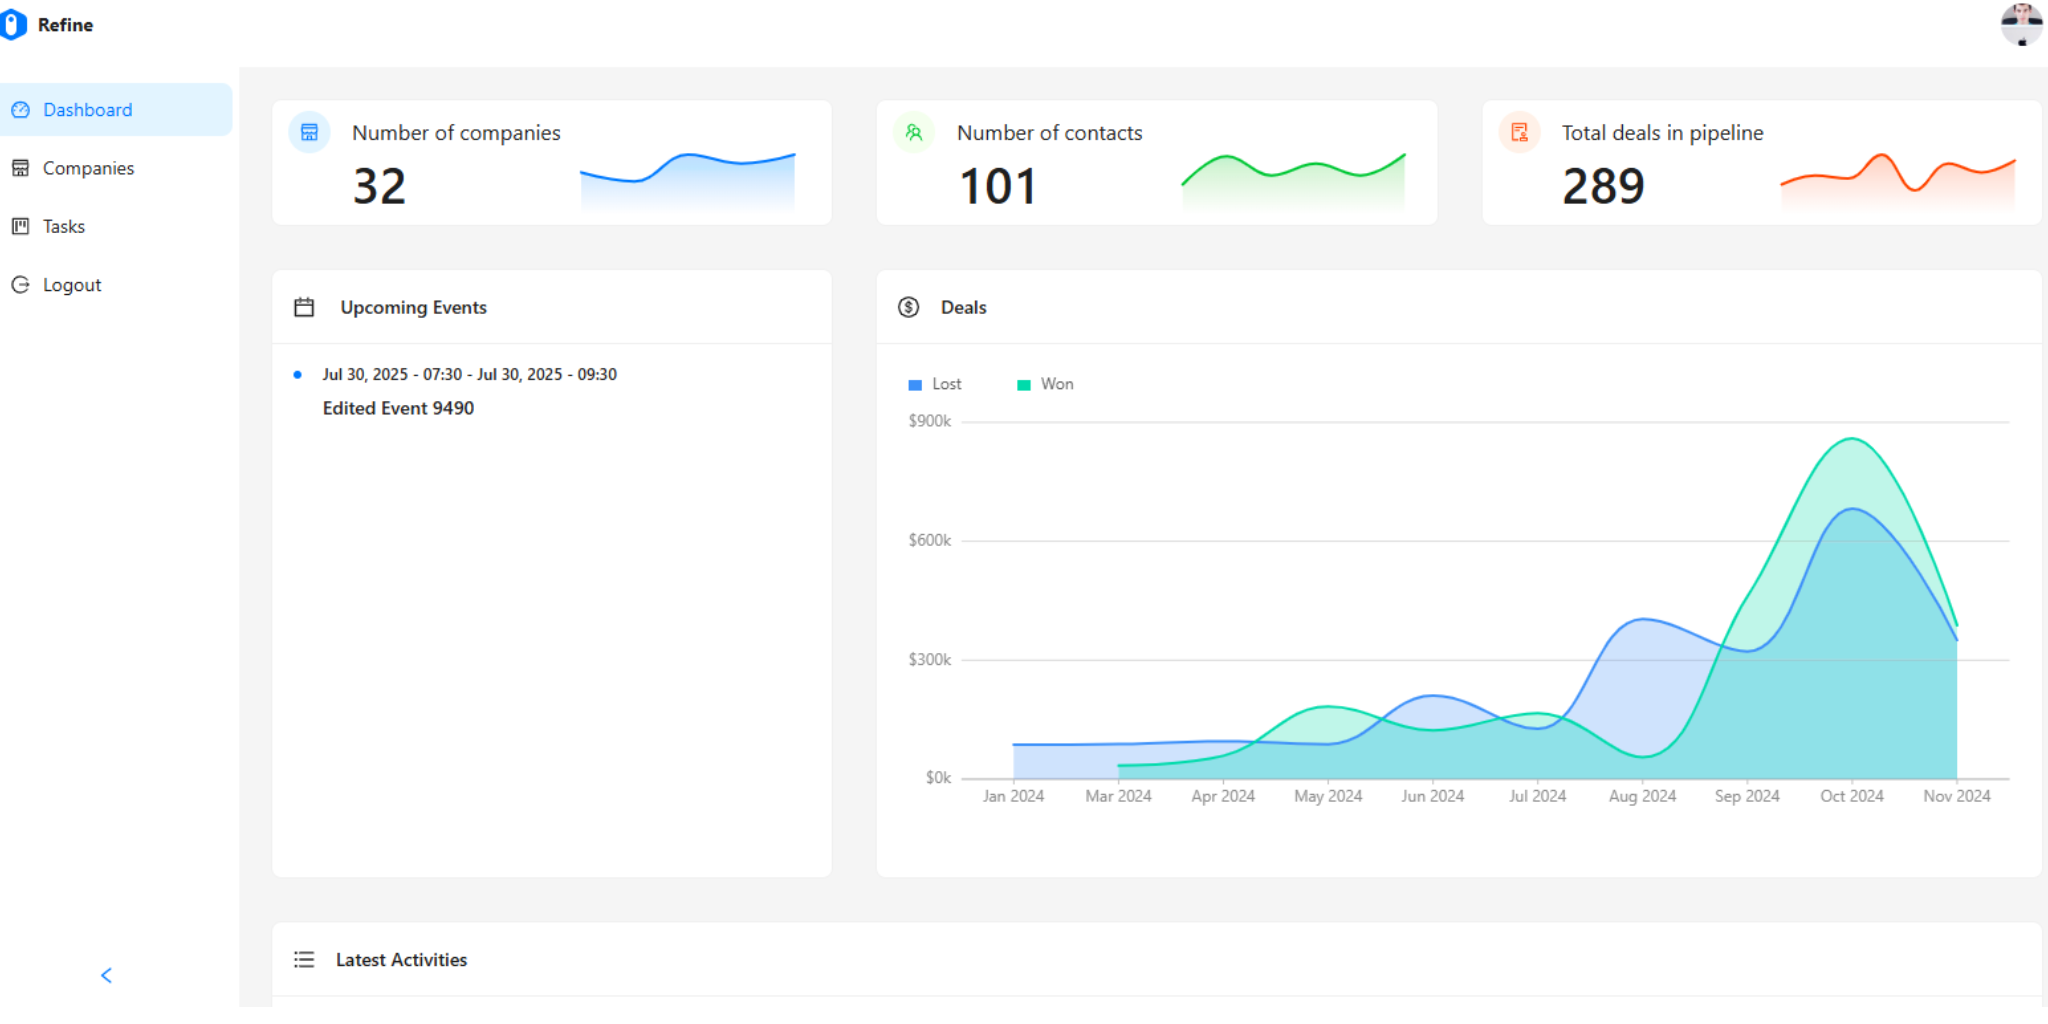 Refine
Dashboard
Companies
Tasks
Logout
Number of companies
32
Number of contacts
101
Total deals in pipeline
289
Upcoming Events
Jul 30, 2025 - 07:30 - Jul 30, 2025 - 09:30
Edited Event 9490
Deals
Lost Won
$900k
$600k
$300k
$0k
Jan 2024 Mar 2024 Apr 2024 May 2024 Jun 2024 Jul 2024 Aug 2024 Sep 2024 Oct 2024 Nov 2024
Latest Activities